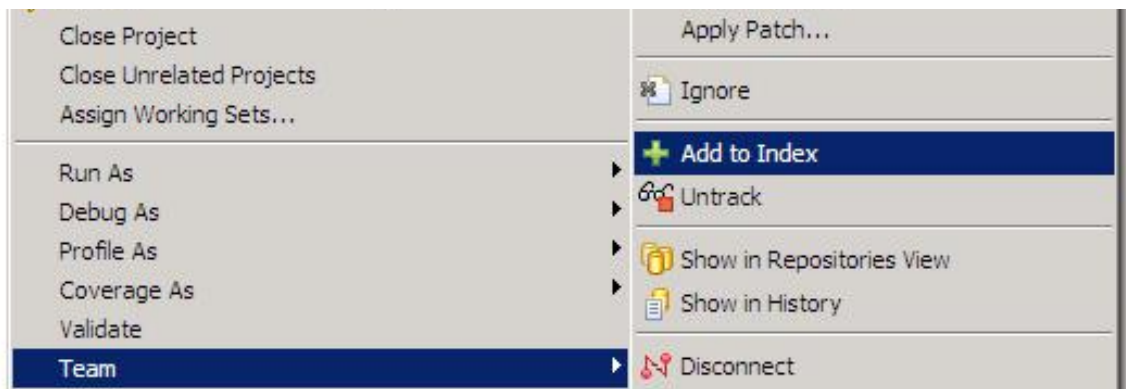 Close Project
Close Unrelated Projects
Assign Working Sets...
Run As
Debug As
Profile As
Coverage As
Validate
Team
Apply Patch...
Ignore
Add to Index
Untrack
Show in Repositories View
Show in History
Disconnect